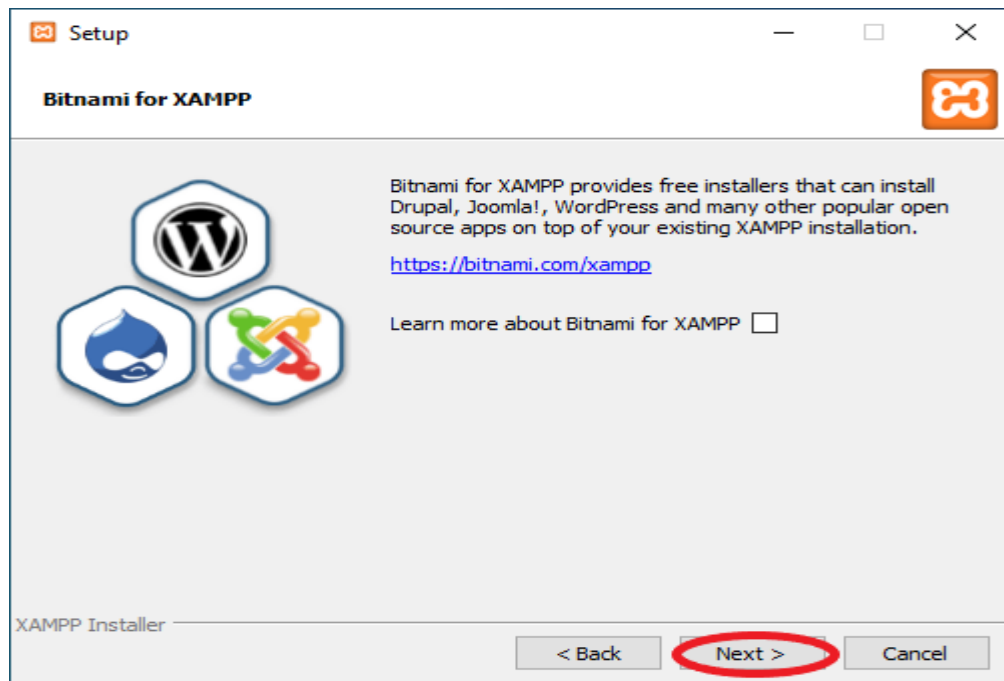 Setup
Bitnami for XAMPP
Bitnami for XAMPP provides free installers that can install
Drupal, Joomla!, WordPress and many other popular open
source apps on top of your existing XAMPP installation.
https://bitnami.com/xampp
Learn more about Bitnami for XAMPP
XAMPP Installer
< Back Next > Cancel